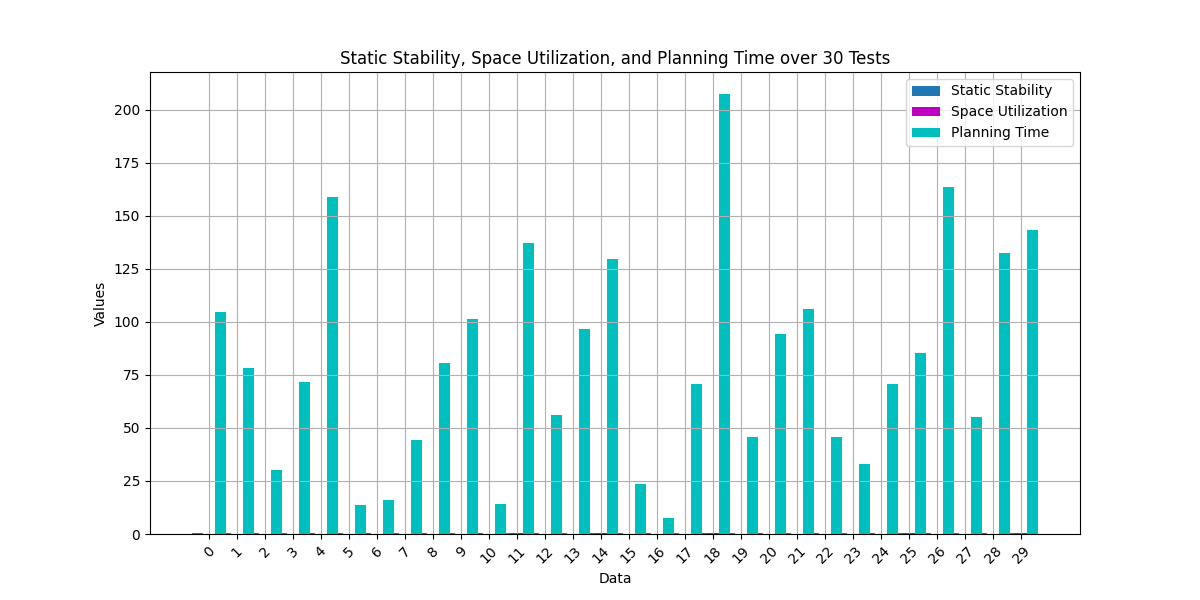 Static Stability, Space Utilization, and Planning Time over 30 Tests
Static Stability
Space Utilization
Planning Time
Values
200
175
150
125
100
75
50
25
0
0 1 2 3 4 5 6 7 8 9 10 11 12 13 14 15 16 17 18 19 20 21 22 23 24 25 26 27 28 29
Data